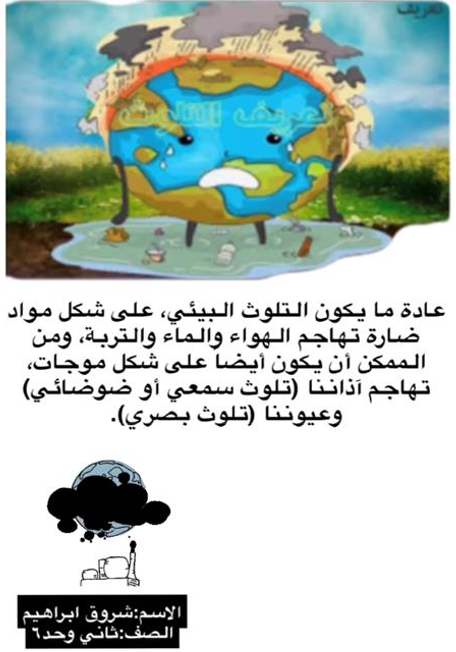 تعريف
تعريف التلوث
عادة ما يكون التلوث البيئي، على شكل مواد
ضارة تهاجم الهواء والماء والتربة، ومن
الممكن أن يكون أيضا على شكل موجات،
تهاجم آذاننا (تلوث سمعي أو ضوضائي)
وعيوننا (تلوث بصري).
الاسم:شروق ابراهيم
الصف:ثاني وحد٦